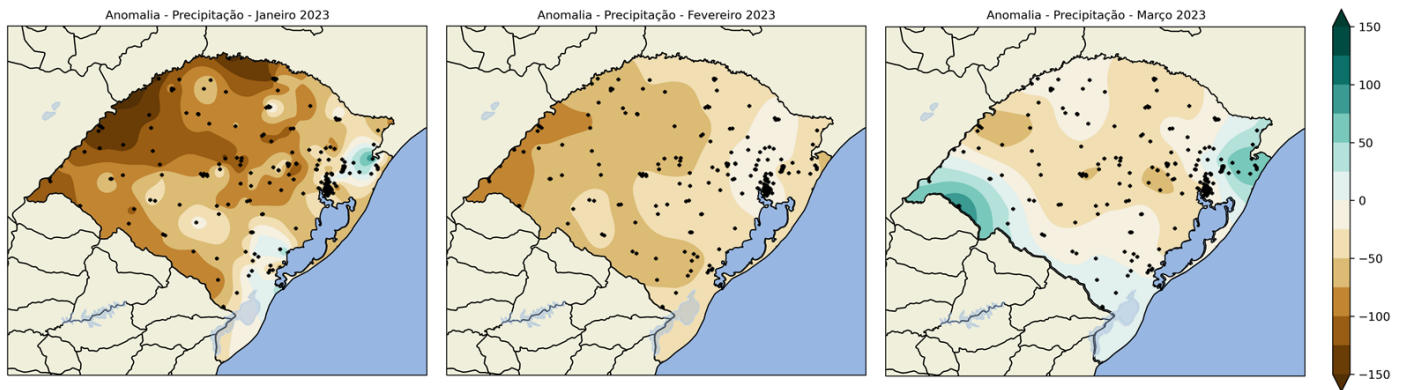 Anomalia - Precipitação - Janeiro 2023
Anomalia - Precipitação - Fevereiro 2023
Anomalia - Precipitação - Março 2023
150
100
50
0
−50
−100
−150